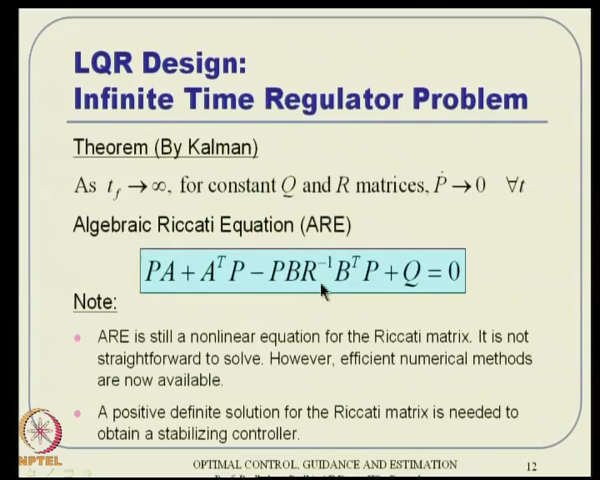 LQR Design:
Infinite Time Regulator Problem
Theorem (By Kalman)
As t_f → ∞, for constant Q and R matrices, Ṗ → 0 ∀t
Algebraic Riccati Equation (ARE)
PA + A^T P − PBR^{−1}B^T P + Q = 0
Note:
ARE is still a nonlinear equation for the Riccati matrix. It is not
straightforward to solve. However, efficient numerical methods
are now available.
A positive definite solution for the Riccati matrix is needed to
obtain a stabilizing controller.
NPTEL
OPTIMAL CONTROL, GUIDANCE AND ESTIMATION
12